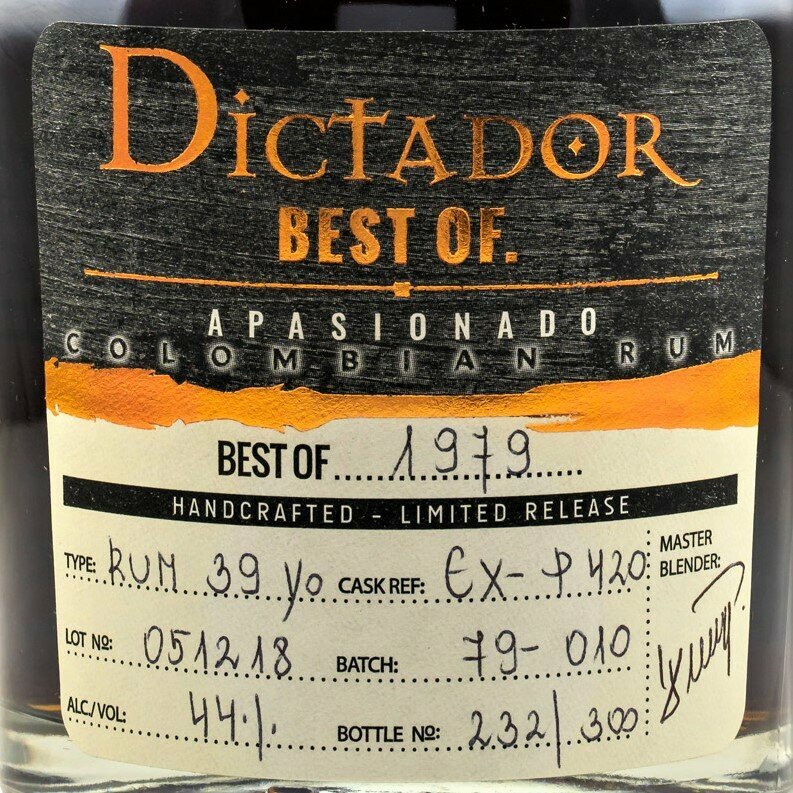 DICTADOR
BEST OF.
APASIONADO
COLOMBIAN RUM
BEST OF......1979......
HANDCRAFTED - LIMITED RELEASE
TYPE: RUM 39 yo CASK REF: EX-P420
MASTER
BLENDER:
LOT Nº: 051218 BATCH: 79-010
ALC./VOL: 44% BOTTLE Nº: 232/300